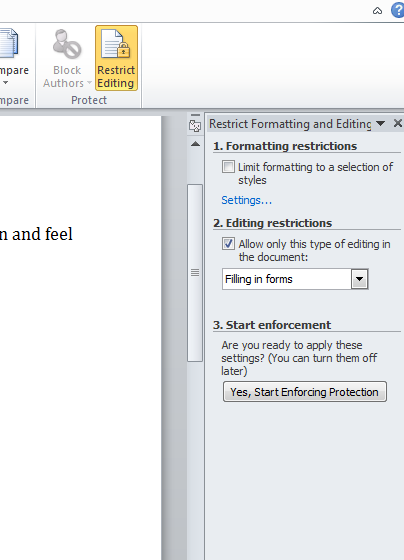 mpare
Block
Authors
Restrict
Editing
mpare
Protect
Restrict Formatting and Editing
1. Formatting restrictions
Limit formatting to a selection of
styles
Settings...
n and feel
2. Editing restrictions
Allow only this type of editing in
the document:
Filling in forms
3. Start enforcement
Are you ready to apply these
settings? (You can turn them off
later)
Yes, Start Enforcing Protection